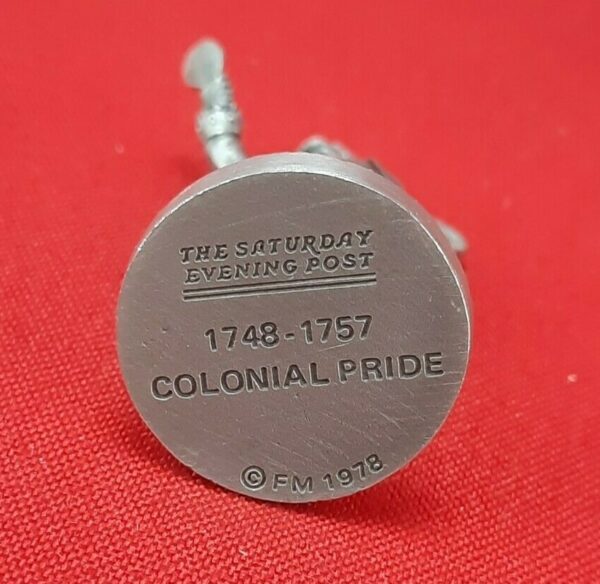 THE SATURDAY
EVENING POST
1748-1757
COLONIAL PRIDE
© FM 1978